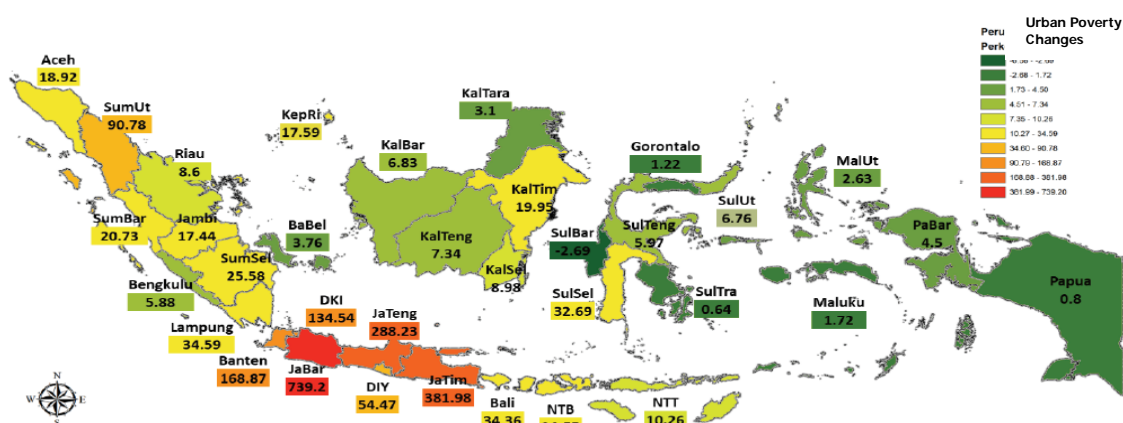 Urban Poverty
Changes
Peru
Perk
-2.68 - 1.72
1.73 - 4.50
4.51 - 7.34
7.35 - 10.26
10.27 - 34.59
34.60 - 90.78
90.79 - 168.87
168.88 - 381.98
381.99 - 739.20
Aceh
18.92
SumUt
90.78
KepRi
17.59
Riau
8.6
SumBar
20.73
Jambi
17.44
BaBel
3.76
SumSel
25.58
Bengkulu
5.88
Lampung
34.59
DKI
134.54
Banten
168.87
JaBar
739.2
JaTeng
288.23
DIY
54.47
JaTim
381.98
Bali
34.36
NTB
NTT
10.26
KalTara
3.1
KalBar
6.83
KalTim
19.95
KalTeng
7.34
KalSel
8.98
Gorontalo
1.22
SulUt
6.76
SulTeng
5.97
SulBar
-2.69
SulSel
32.69
SulTra
0.64
MalUt
2.63
Maluku
1.72
PaBar
4.5
Papua
0.8
N
W E
S